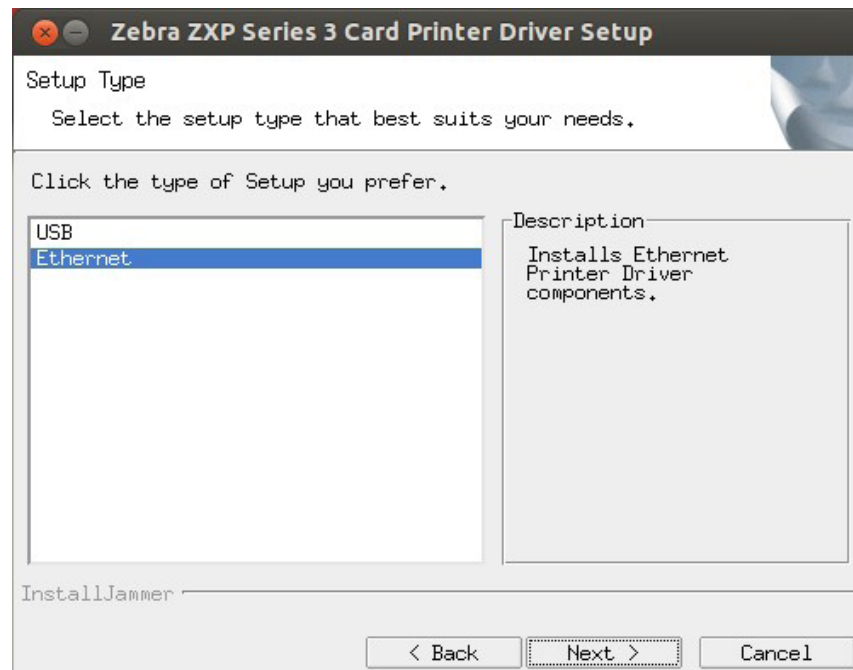 Zebra ZXP Series 3 Card Printer Driver Setup
Setup Type
Select the setup type that best suits your needs.
Click the type of Setup you prefer.
USB
Ethernet
Description
Installs Ethernet
Printer Driver
components.
InstallJammer
< Back
Next >
Cancel